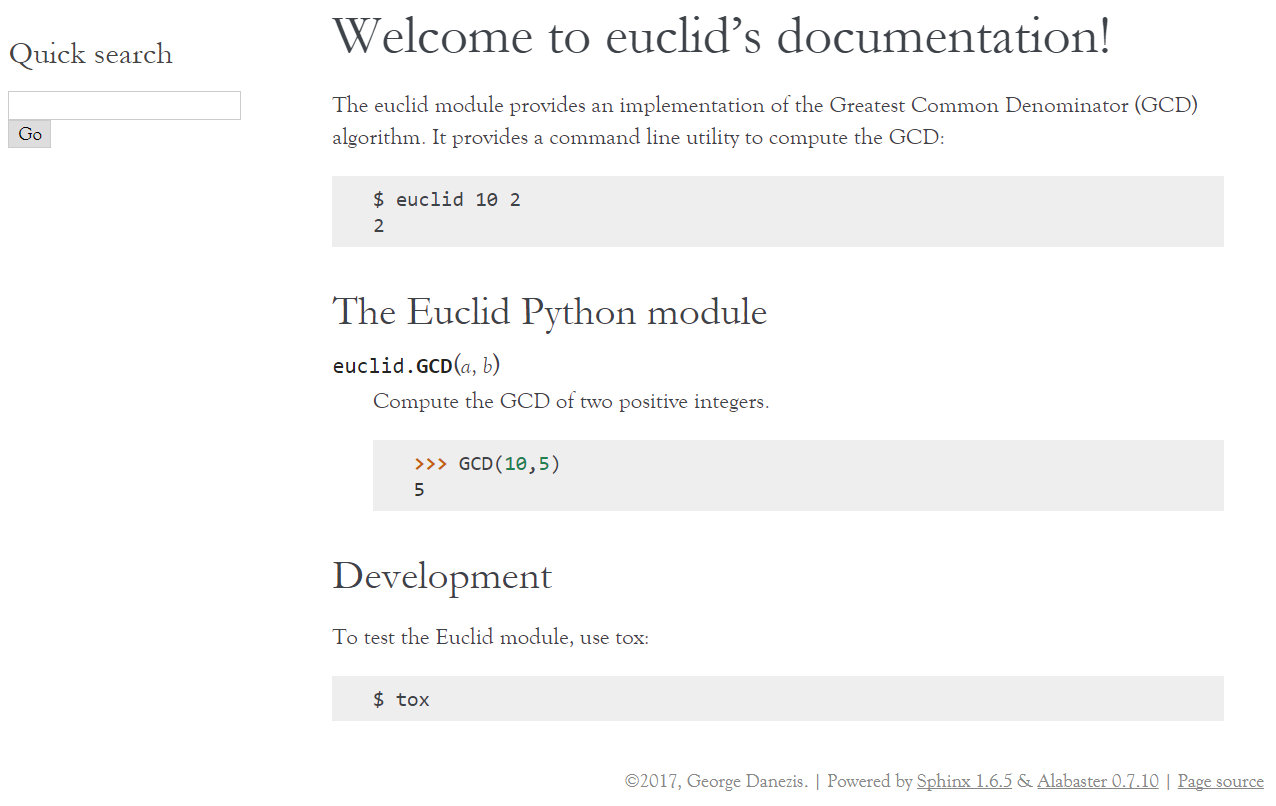 Quick search
Go
Welcome to euclid’s documentation!
The euclid module provides an implementation of the Greatest Common Denominator (GCD)
algorithm. It provides a command line utility to compute the GCD:
$ euclid 10 2
2
The Euclid Python module
euclid.GCD(a, b)
Compute the GCD of two positive integers.
>>> GCD(10,5)
5
Development
To test the Euclid module, use tox:
$ tox
©2017, George Danezis. | Powered by Sphinx 1.6.5 & Alabaster 0.7.10 | Page source